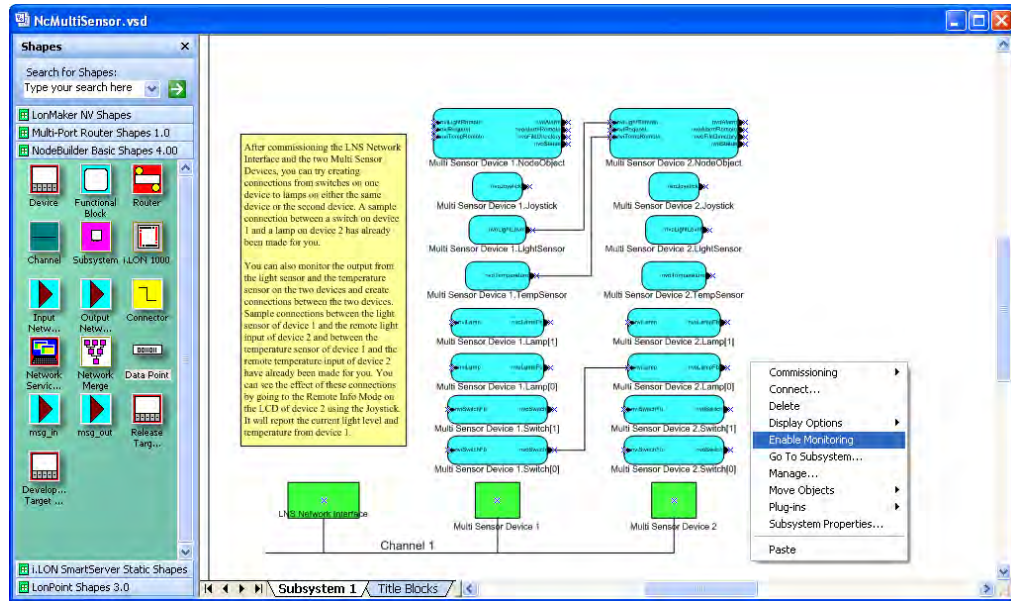 NcMultiSensor.vsd
Shapes
Search for Shapes:
Type your search here
LonMaker NV Shapes
Multi-Port Router Shapes 1.0
NodeBuilder Basic Shapes 4.00
Device
Functional Block
Router
Channel
Subsystem
i.LON 1000
Input Netw...
Output Netw...
Connector
Network Servic...
Network Merge
Data Point
msg_in
msg_out
Release Targ...
Develop... Target ...
i.LON SmartServer Static Shapes
LonPoint Shapes 3.0
After commissioning the LNS Network
Interface and the two Multi Sensor
Devices, you can try creating
connections from switches on one
device to lamps on either the same
device or the second device. A sample
connection between a switch on device
1 and a lamp on device 2 has already
been made for you.
You can also monitor the output from
the light sensor and the temperature
sensor on the two devices and create
connections between the two devices.
Sample connections between the light
sensor of device 1 and the remote light
input of device 2 and between the
temperature sensor of device 1 and the
remote temperature input of device 2
have already been made for you. You
can see the effect of these connections
by going to the Remote Info Mode on
the LCD of device 2 using the Joystick.
It will report the current light level and
temperature from device 1.
Multi Sensor Device 1.NodeObject
Multi Sensor Device 2.NodeObject
Multi Sensor Device 1.Joystick
Multi Sensor Device 2.Joystick
Multi Sensor Device 1.LightSensor
Multi Sensor Device 2.LightSensor
Multi Sensor Device 1.TempSensor
Multi Sensor Device 2.TempSensor
Multi Sensor Device 1.Lamp[1]
Multi Sensor Device 2.Lamp[1]
Multi Sensor Device 1.Lamp[0]
Multi Sensor Device 2.Lamp[0]
Multi Sensor Device 1.Switch[1]
Multi Sensor Device 2.Switch[1]
Multi Sensor Device 1.Switch[0]
Multi Sensor Device 2.Switch[0]
LNS Network Interface
Multi Sensor Device 1
Multi Sensor Device 2
Channel 1
Commissioning
Connect...
Delete
Display Options
Enable Monitoring
Go To Subsystem...
Manage...
Move Objects
Plug-ins
Subsystem Properties...
Paste
Subsystem 1
Title Blocks